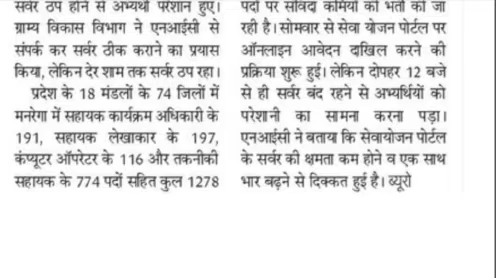 सर्वर ठप होने से अभ्यर्थी परेशान हुए।
ग्राम्य विकास विभाग ने एनआईसी से
संपर्क कर सर्वर ठीक कराने का प्रयास
किया, लेकिन देर शाम तक सर्वर ठप रहा।
प्रदेश के 18 मंडलों के 74 जिलों में
मनरेगा में सहायक कार्यक्रम अधिकारी के
191, सहायक लेखाकार के 197,
कंप्यूटर ऑपरेटर के 116 और तकनीकी
सहायक के 774 पदों सहित कुल 1278
पदों पर संविदा कर्मियों की भर्ती की जा
रही है। सोमवार से सेवा योजन पोर्टल पर
ऑनलाइन आवेदन दाखिल करने की
प्रक्रिया शुरू हुई। लेकिन दोपहर 12 बजे
से ही सर्वर बंद रहने से अभ्यर्थियों को
परेशानी का सामना करना पड़ा।
एनआईसी ने बताया कि सेवायोजन पोर्टल
के सर्वर की क्षमता कम होने व एक साथ
भार बढ़ने से दिक्कत हुई है। ब्यूरो